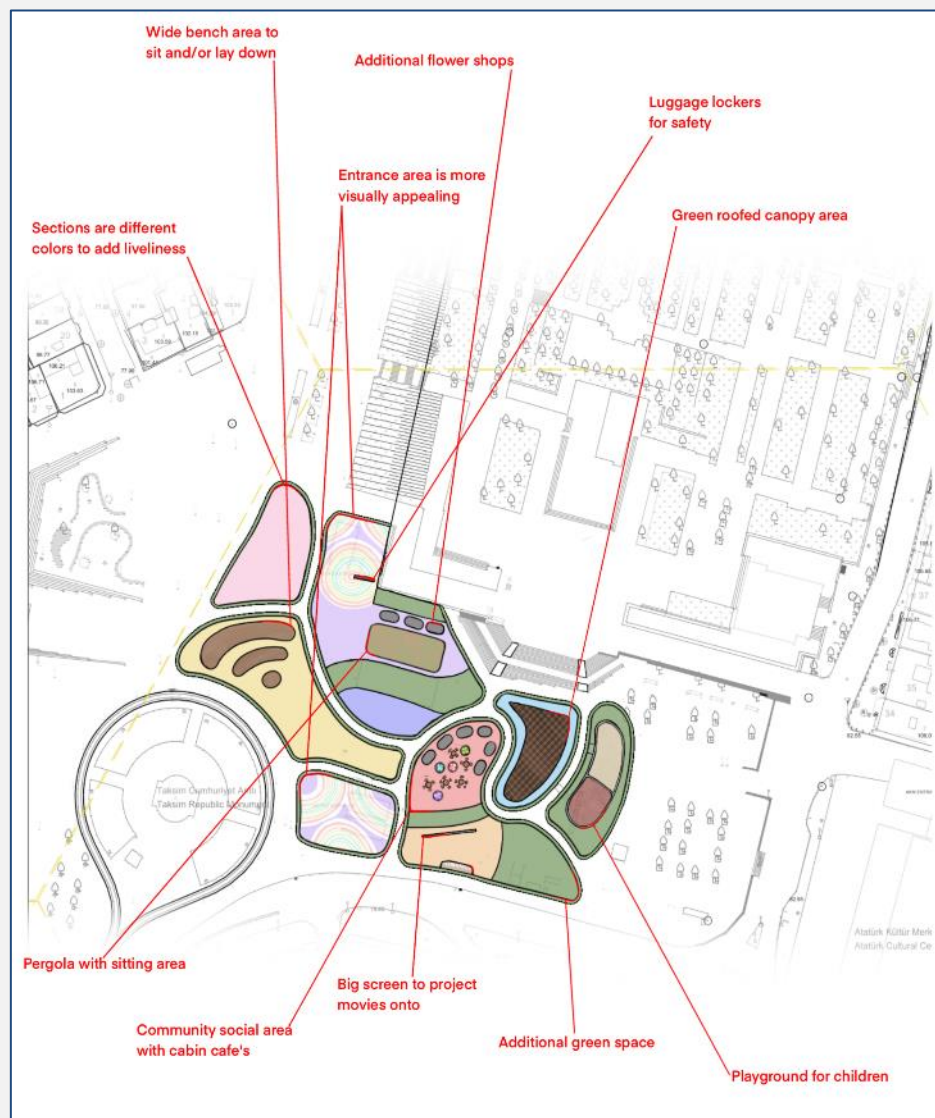 Wide bench area to
sit and/or lay down
Additional flower shops
Luggage lockers
for safety
Entrance area is more
visually appealing
Green roofed canopy area
Sections are different
colors to add liveliness
Taksim Cumhuriyet Anıtı
Taksim Republic Monument
Atatürk Kültür Merk
Atatürk Cultural Ce
Pergola with sitting area
Big screen to project
movies onto
Community social area
with cabin cafe's
Additional green space
Playground for children